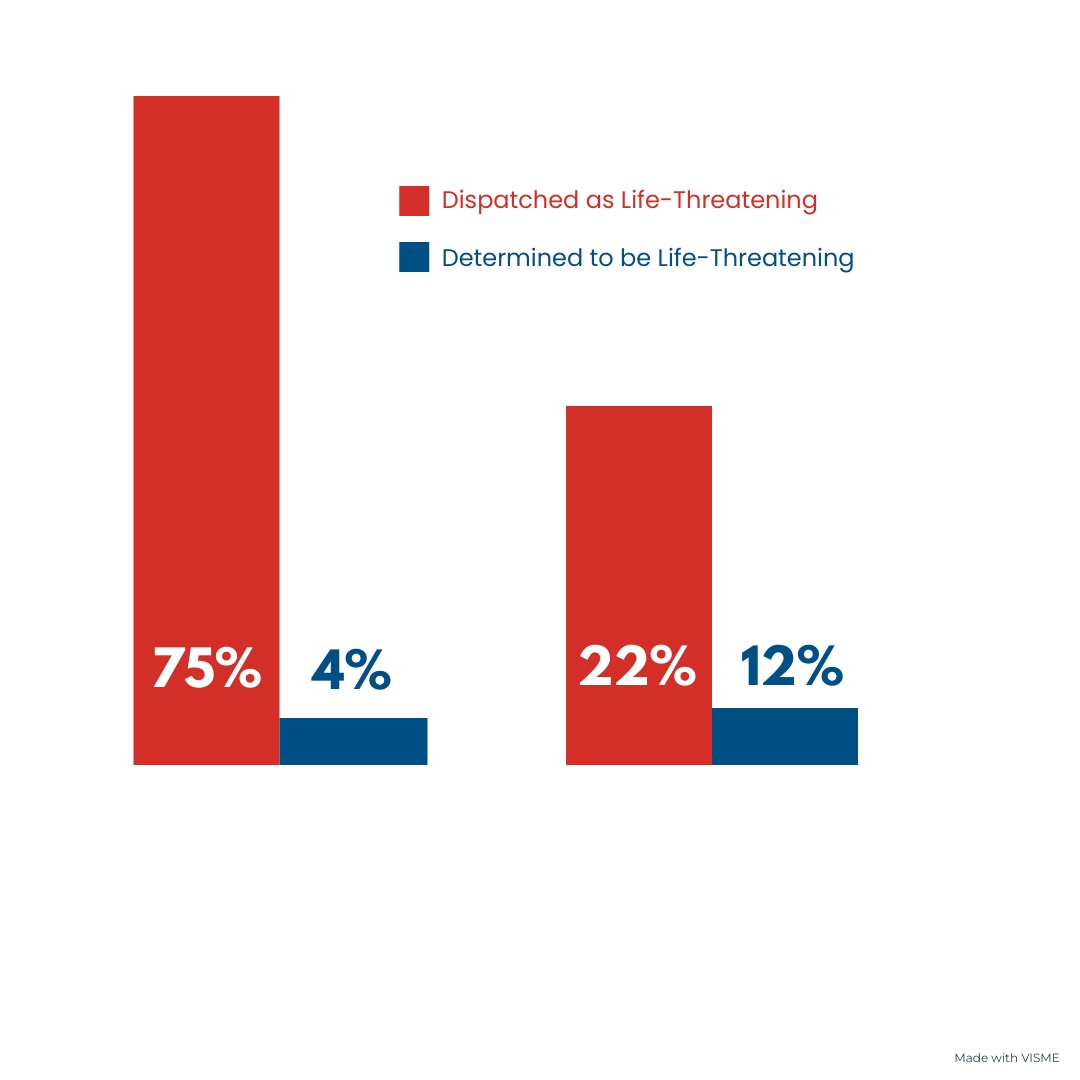 Dispatched as Life-Threatening
Determined to be Life-Threatening
75%
4%
22%
12%
Made with VISME